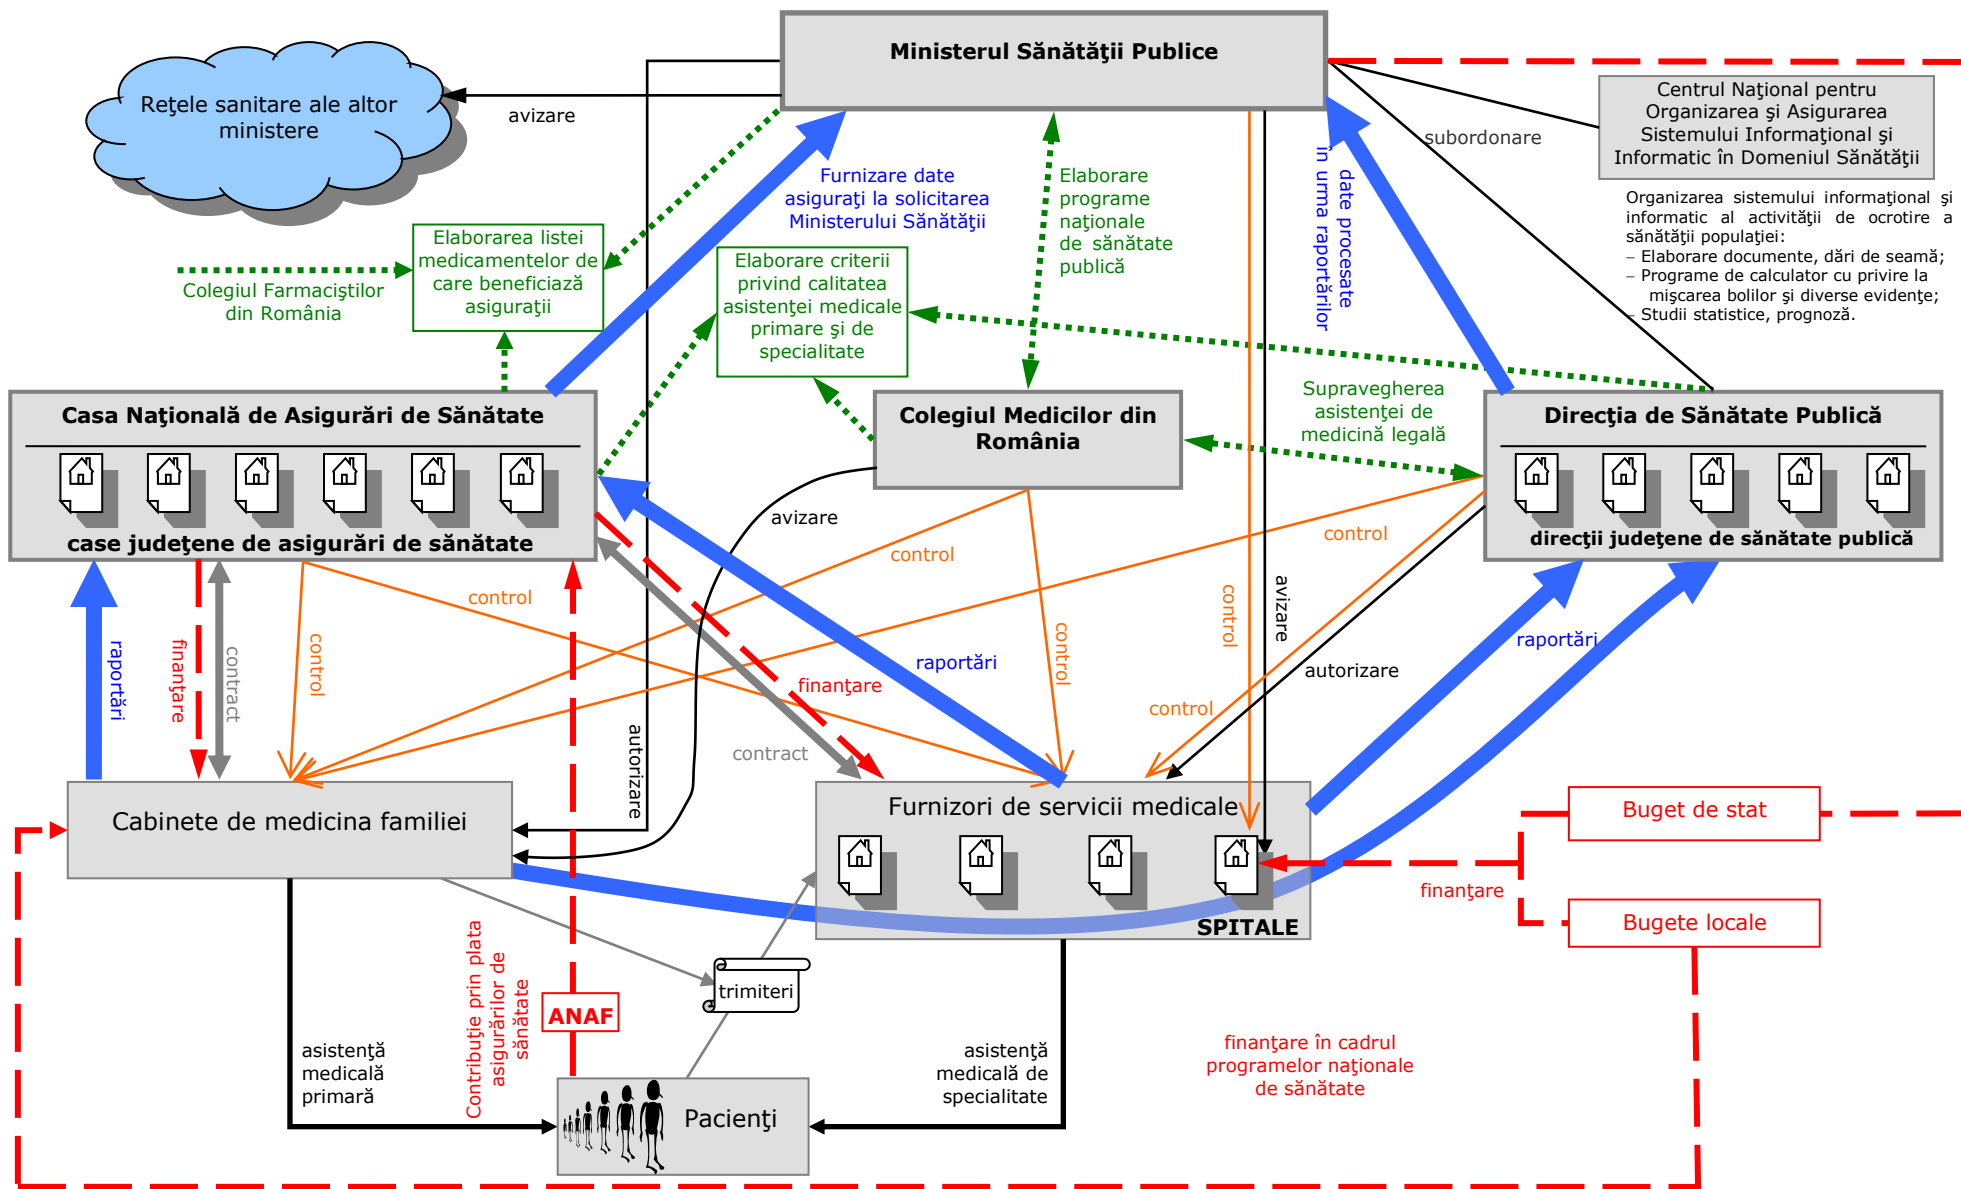 Ministerul Sănătăţii Publice
Reţele sanitare ale altor
ministere
avizare
Centrul Naţional pentru
Organizarea şi Asigurarea
Sistemului Informaţional şi
Informatic în Domeniul Sănătăţii
subordonare
Organizarea sistemului informaţional şi
informatic al activităţii de ocrotire a
sănătăţii populaţiei:
– Elaborare documente, dări de seamă;
– Programe de calculator cu privire la
mişcarea bolilor şi diverse evidenţe;
– Studii statistice, prognoză.
Furnizare date
asiguraţi la solicitarea
Ministerului Sănătăţii
Elaborare
programe
naţionale
de sănătate
publică
date procesate
în urma raportărilor
Elaborarea listei
medicamentelor de
care beneficiază
asiguraţii
Colegiul Farmaciştilor
din România
Elaborare criterii
privind calitatea
asistenţei medicale
primare şi de
specialitate
Supravegherea
asistenţei de
medicină legală
Casa Naţională de Asigurări de Sănătate
case judeţene de asigurări de sănătate
Colegiul Medicilor din
România
Direcţia de Sănătate Publică
direcţii judeţene de sănătate publică
avizare
control
control
control
control
control
control
control
avizare
raportări
finanţare
contract
raportări
finanţare
contract
autorizare
control
autorizare
raportări
Cabinete de medicina familiei
Furnizori de servicii medicale
SPITALE
Buget de stat
finanţare
Bugete locale
trimiteri
Contribuţie prin plata
asigurărilor de
sănătate
ANAF
asistenţă
medicală
primară
asistenţă
medicală de
specialitate
finanţare în cadrul
programelor naţionale
de sănătate
Pacienţi